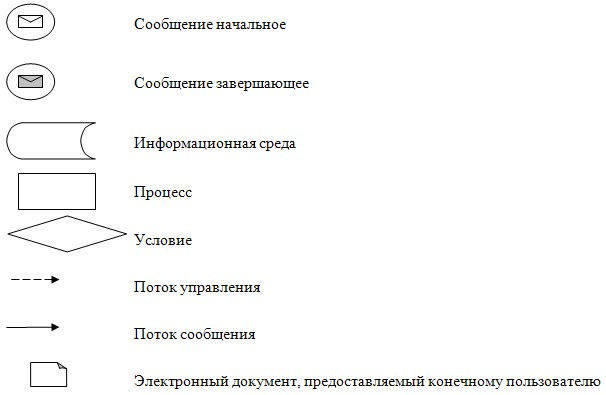 Сообщение начальное
Сообщение завершающее
Информационная среда
Процесс
Условие
Поток управления
Поток сообщения
Электронный документ, предоставляемый конечному пользователю